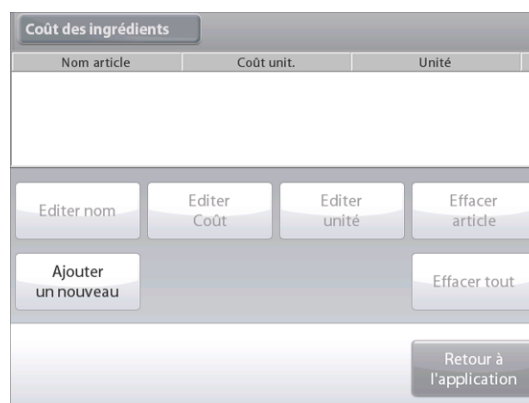 Coût des ingrédients
Nom article Coût unit. Unité
Editer nom
Editer
Coût
Editer
unité
Effacer
article
Ajouter
un nouveau
Effacer tout
Retour à
l'application